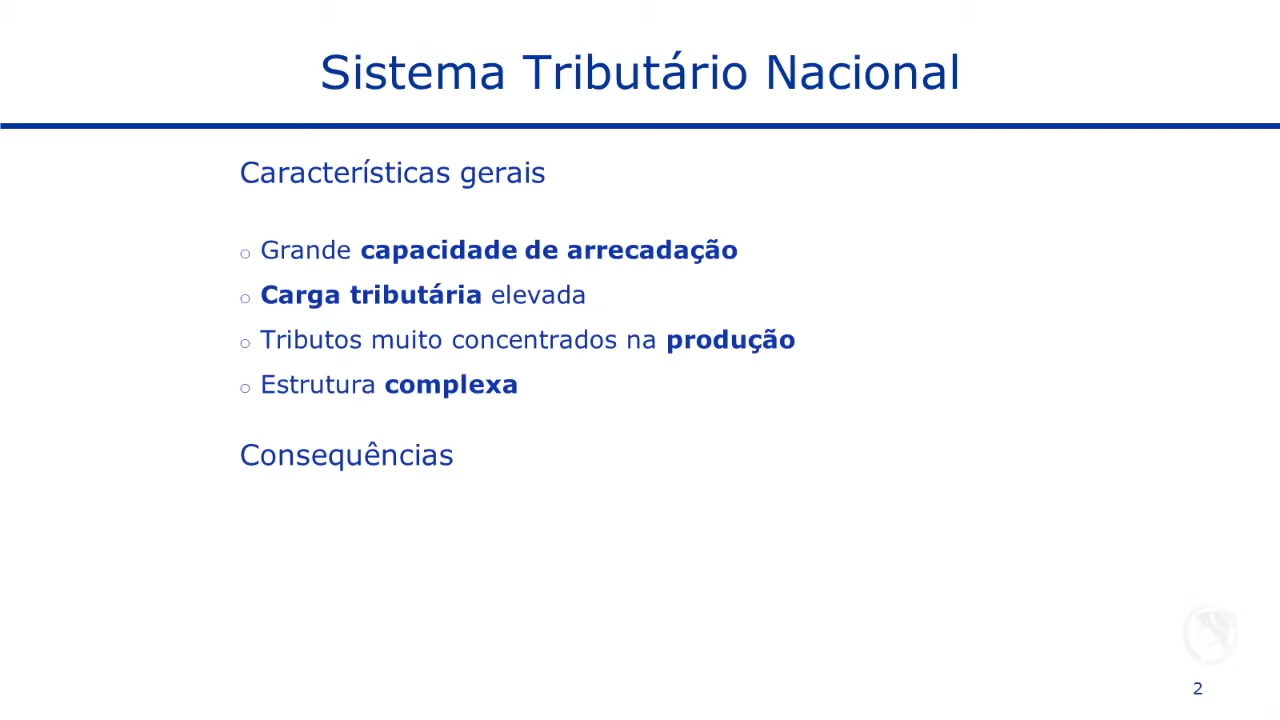 Sistema Tributário Nacional
Características gerais
o Grande capacidade de arrecadação
o Carga tributária elevada
o Tributos muito concentrados na produção
o Estrutura complexa
Consequências
2